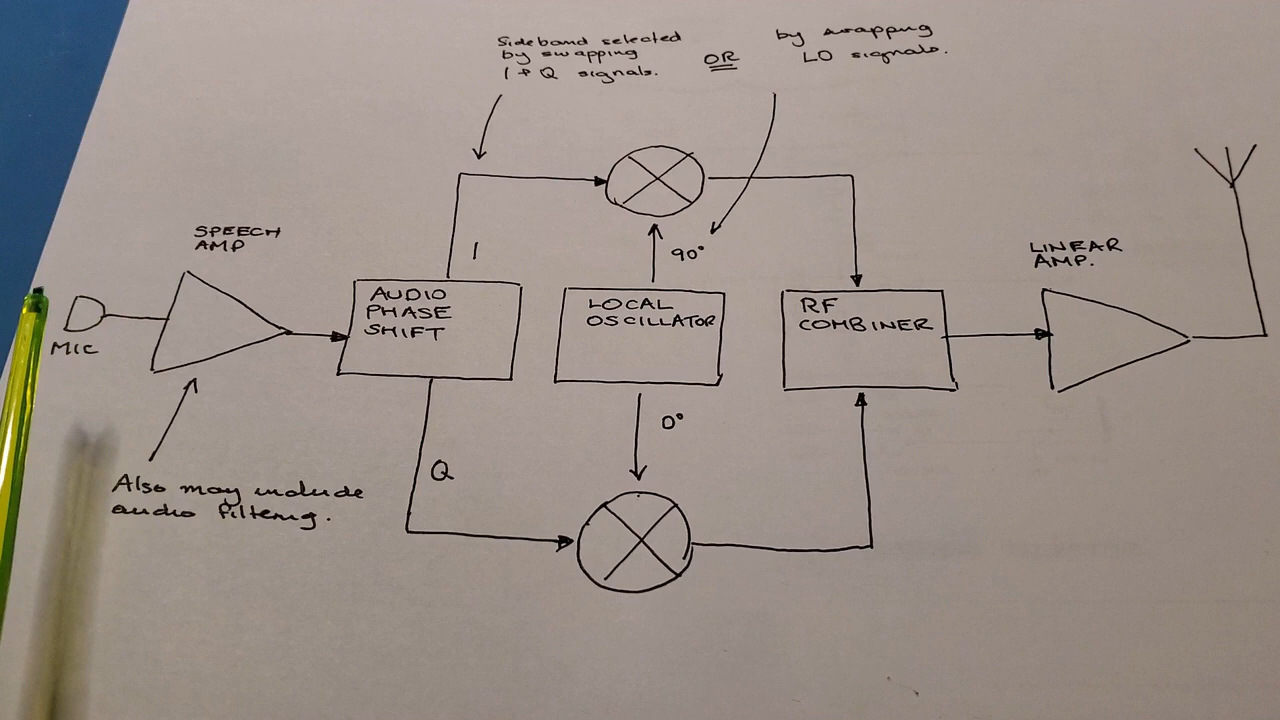 Sideband selected
by swapping
I & Q signals.
OR
by swapping
LO signals.
SPEECH
AMP
MIC
Also may include
audio filtering.
I
AUDIO
PHASE
SHIFT
Q
90°
LOCAL
OSCILLATOR
0°
RF
COMBINER
LINEAR
AMP.